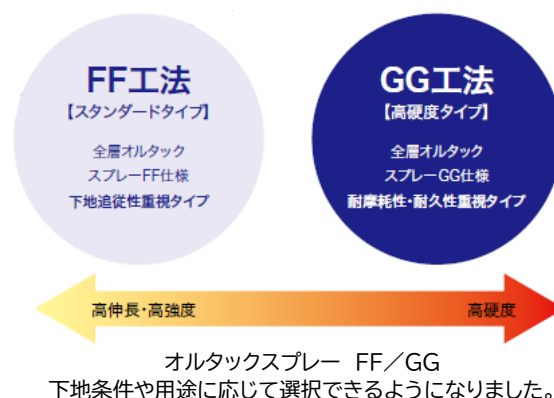 FF工法
【スタンダードタイプ】
全層オルタック
スプレーFF仕様
下地追従性重視タイプ
GG工法
【高硬度タイプ】
全層オルタック
スプレーGG仕様
耐摩耗性・耐久性重視タイプ
高伸長・高強度
高硬度
オルタックスプレー FF／GG
下地条件や用途に応じて選択できるようになりました。